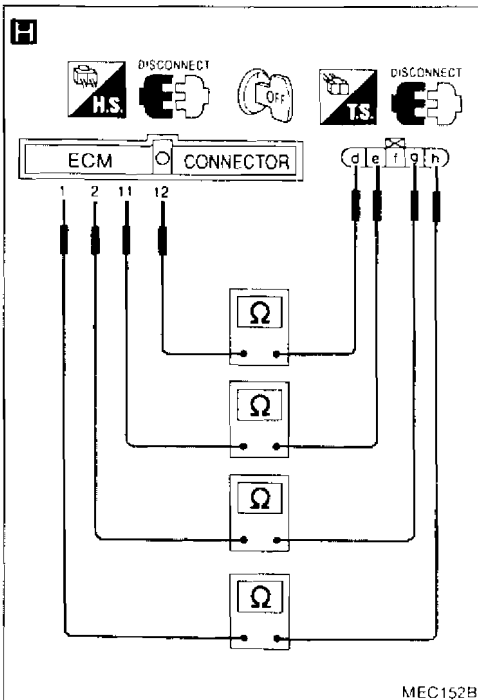 H
DISCONNECT
H.S.
OFF
DISCONNECT
T.S.
ECM CONNECTOR
d e f g h
1 2 11 12
Ω
Ω
Ω
Ω
MEC152B